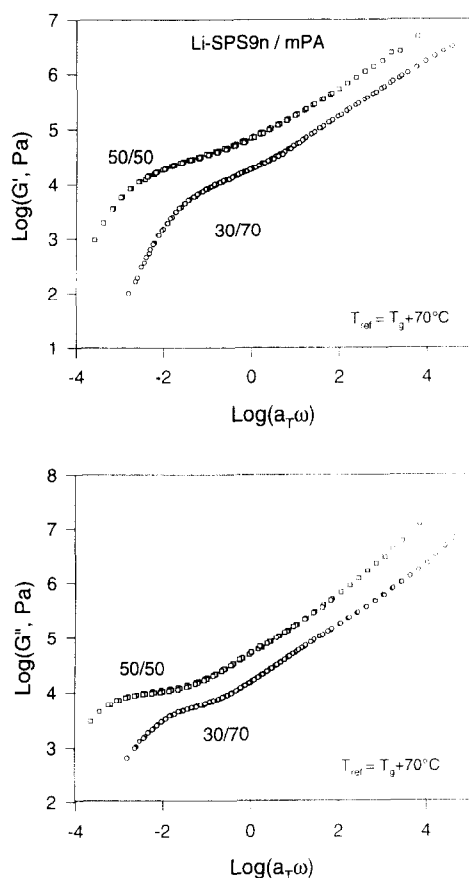 7
Li-SPS9n / mPA
6
5
50/50
4
30/70
3
2
T_ref = T_g+70°C
1
-4 -2 0 2 4
Log(G', Pa)
Log(a_Tω)
8
7
6
5
50/50
4
30/70
3
T_ref = T_g+70°C
2
-4 -2 0 2 4
Log(G'', Pa)
Log(a_Tω)